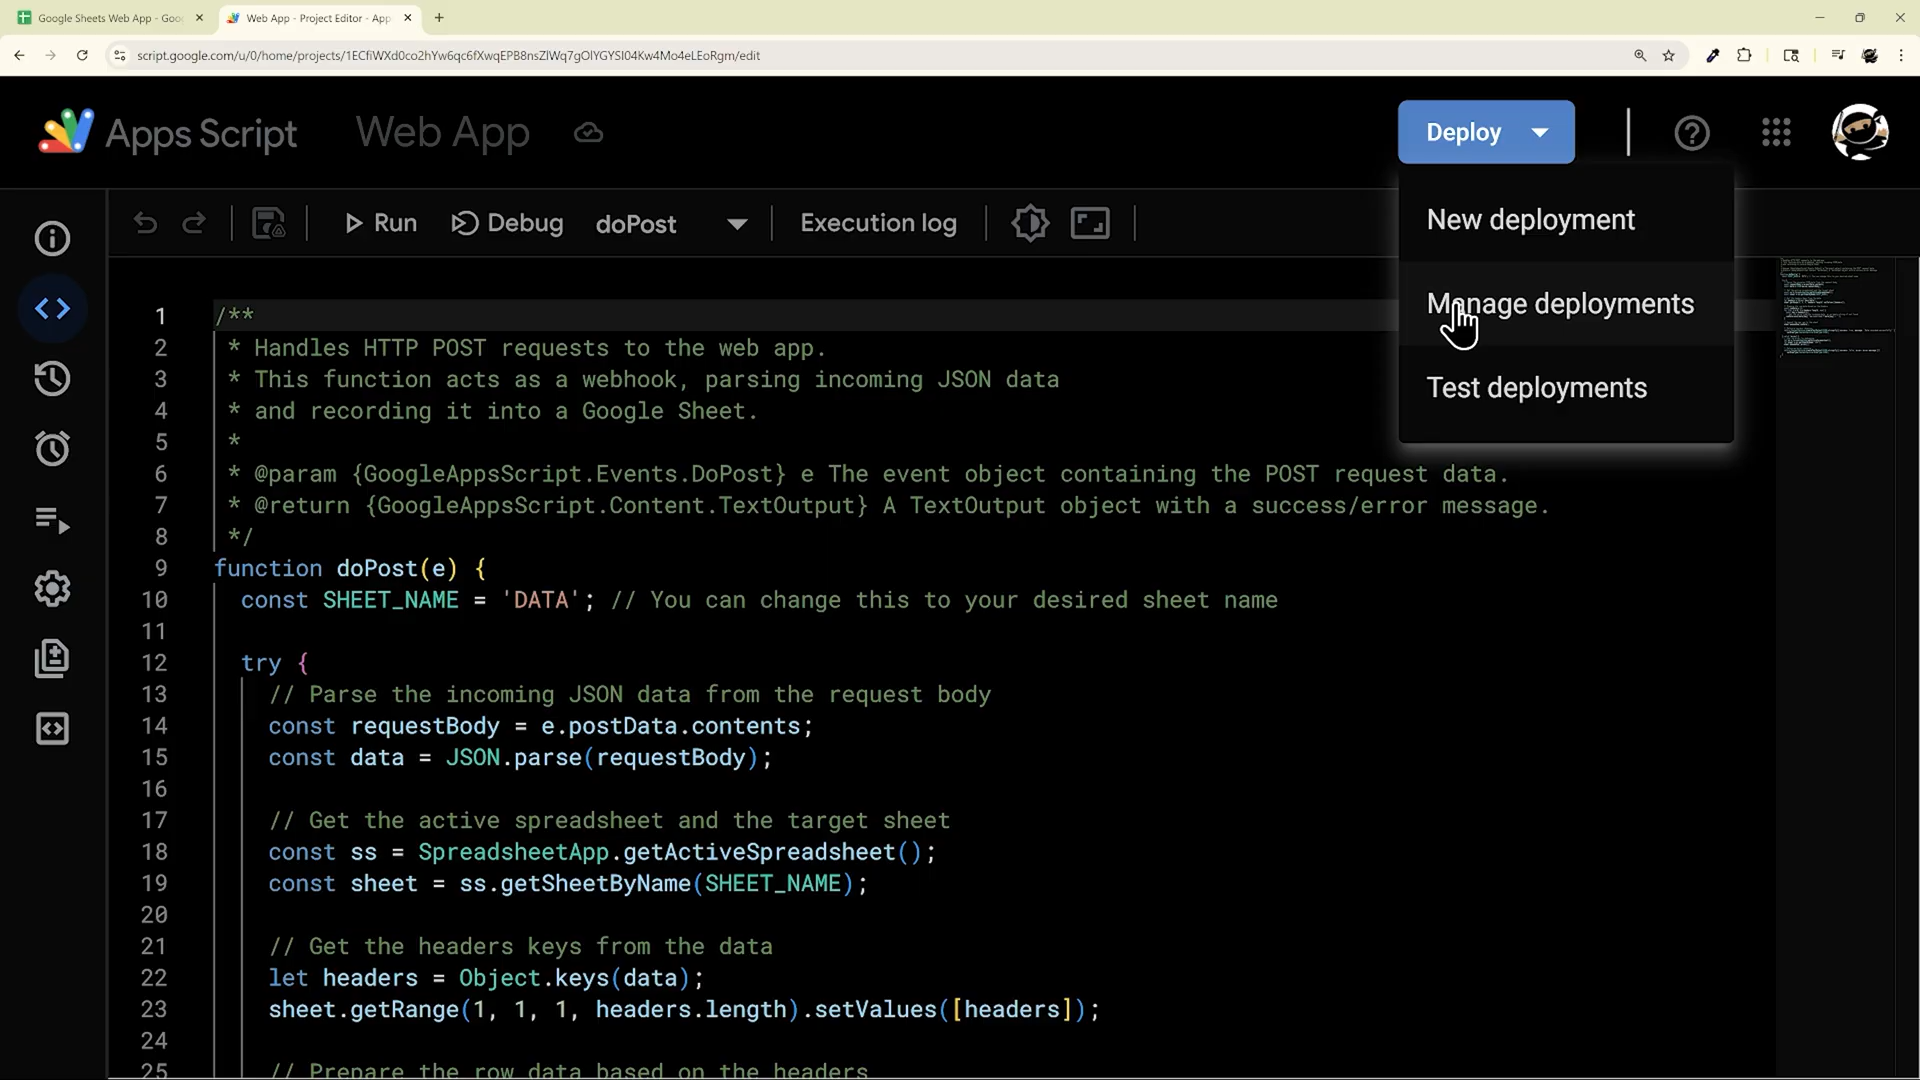 Google Sheets Web App - Goo
Web App - Project Editor - App
script.google.com/u/0/home/projects/1ECfiWXd0co2hYw6qc6fXwqEPB8nsZlWq7gOlYGYSI04Kw4Mo4eLEoRgm/edit
Apps Script
Web App
Deploy
New deployment
Manage deployments
Test deployments
Run
Debug
doPost
Execution log
1 /**
2 * Handles HTTP POST requests to the web app.
3 * This function acts as a webhook, parsing incoming JSON data
4 * and recording it into a Google Sheet.
5 *
6 * @param {GoogleAppsScript.Events.DoPost} e The event object containing the POST request data.
7 * @return {GoogleAppsScript.Content.TextOutput} A TextOutput object with a success/error message.
8 */
9 function doPost(e) {
10 const SHEET_NAME = 'DATA'; // You can change this to your desired sheet name
11
12 try {
13 // Parse the incoming JSON data from the request body
14 const requestBody = e.postData.contents;
15 const data = JSON.parse(requestBody);
16
17 // Get the active spreadsheet and the target sheet
18 const ss = SpreadsheetApp.getActiveSpreadsheet();
19 const sheet = ss.getSheetByName(SHEET_NAME);
20
21 // Get the headers keys from the data
22 let headers = Object.keys(data);
23 sheet.getRange(1, 1, 1, headers.length).setValues([headers]);
24
25 // Prepare the row data based on the headers